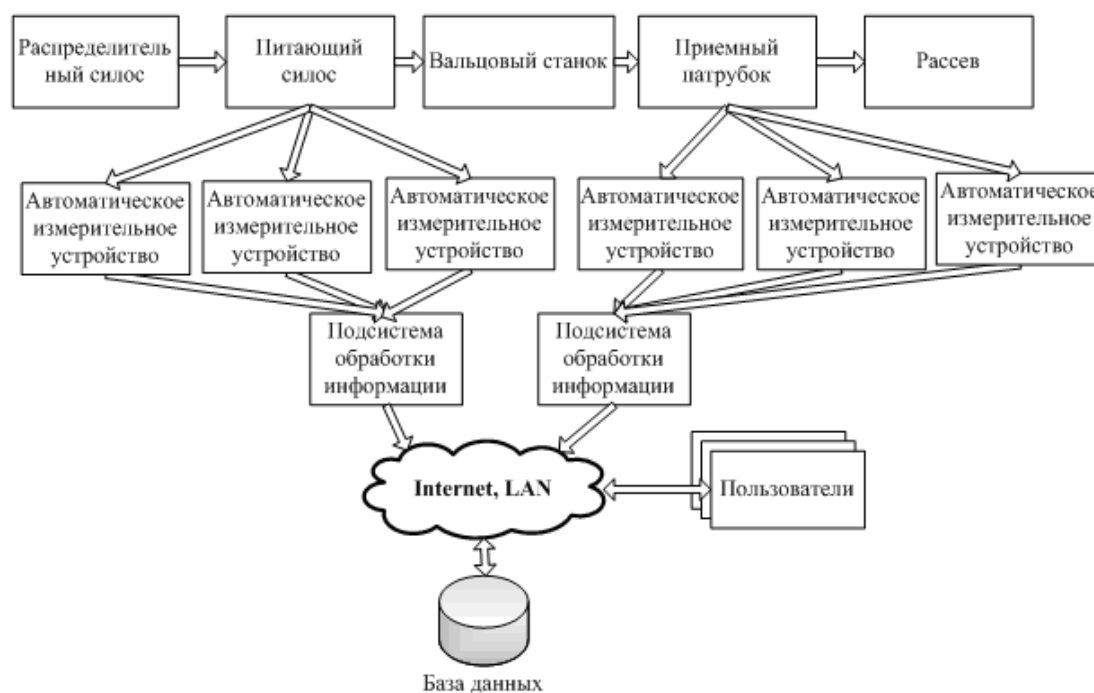 Распределитель
ный силос
Питающий
силос
Вальцовый станок
Приемный
патрубок
Рассев
Автоматическое
измерительное
устройство
Автоматическое
измерительное
устройство
Автоматическое
измерительное
устройство
Автоматическое
измерительное
устройство
Автоматическое
измерительное
устройство
Автоматическое
измерительное
устройство
Подсистема
обработки
информации
Подсистема
обработки
информации
Internet, LAN
Пользователи
База данных